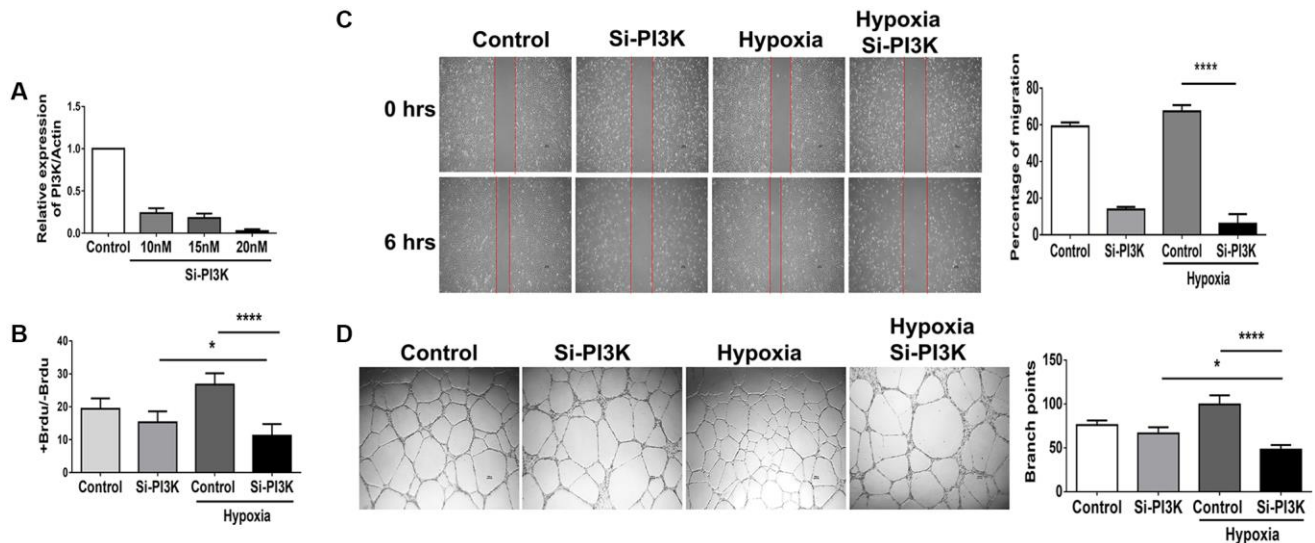 A
Relative expression
of PI3K/Actin
1.5
1.0
0.5
0.0
Control
10nM
15nM
20nM
Si-PI3K
B
+Brdu/-Brdu
40
30
20
10
0
****
*
Control
Si-PI3K
Control
Si-PI3K
Hypoxia
C
Control
Si-PI3K
Hypoxia
Hypoxia
Si-PI3K
0 hrs
6 hrs
Percentage of migration
80
60
40
20
0
****
Control
Si-PI3K
Control
Si-PI3K
Hypoxia
D
Control
Si-PI3K
Hypoxia
Hypoxia
Si-PI3K
Branch points
150
100
50
0
****
*
Control
Si-PI3K
Control
Si-PI3K
Hypoxia